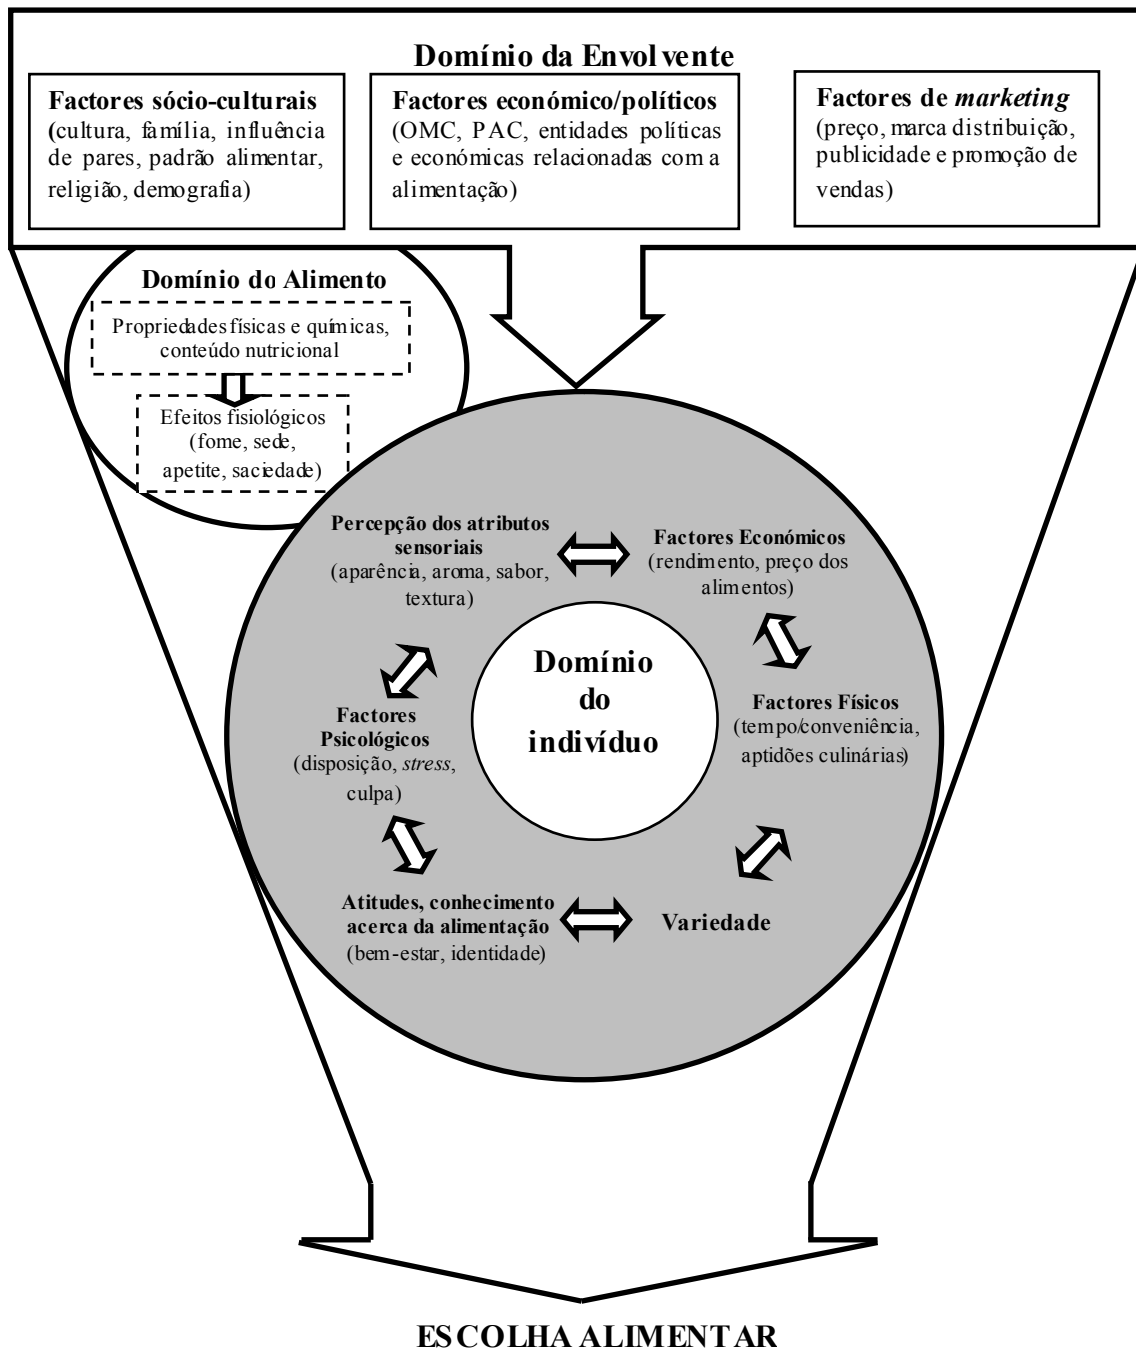 Domínio da Envolvente
Factores sócio-culturais
(cultura, família, influência
de pares, padrão alimentar,
religião, demografia)
Factores económico/políticos
(OMC, PAC, entidades políticas
e económicas relacionadas com a
alimentação)
Factores de marketing
(preço, marca distribuição,
publicidade e promoção de
vendas)
Domínio do Alimento
Propriedades físicas e químicas,
conteúdo nutricional
Efeitos fisiológicos
(fome, sede,
apetite, saciedade)
Percepção dos atributos
sensoriais
(aparência, aroma, sabor,
textura)
Factores Económicos
(rendimento, preço dos
alimentos)
Domínio
do
indivíduo
Factores
Psicológicos
(disposição, stress,
culpa)
Factores Físicos
(tempo/conveniência,
aptidões culinárias)
Atitudes, conhecimento
acerca da alimentação
(bem-estar, identidade)
Variedade
ESCOLHA ALIMENTAR